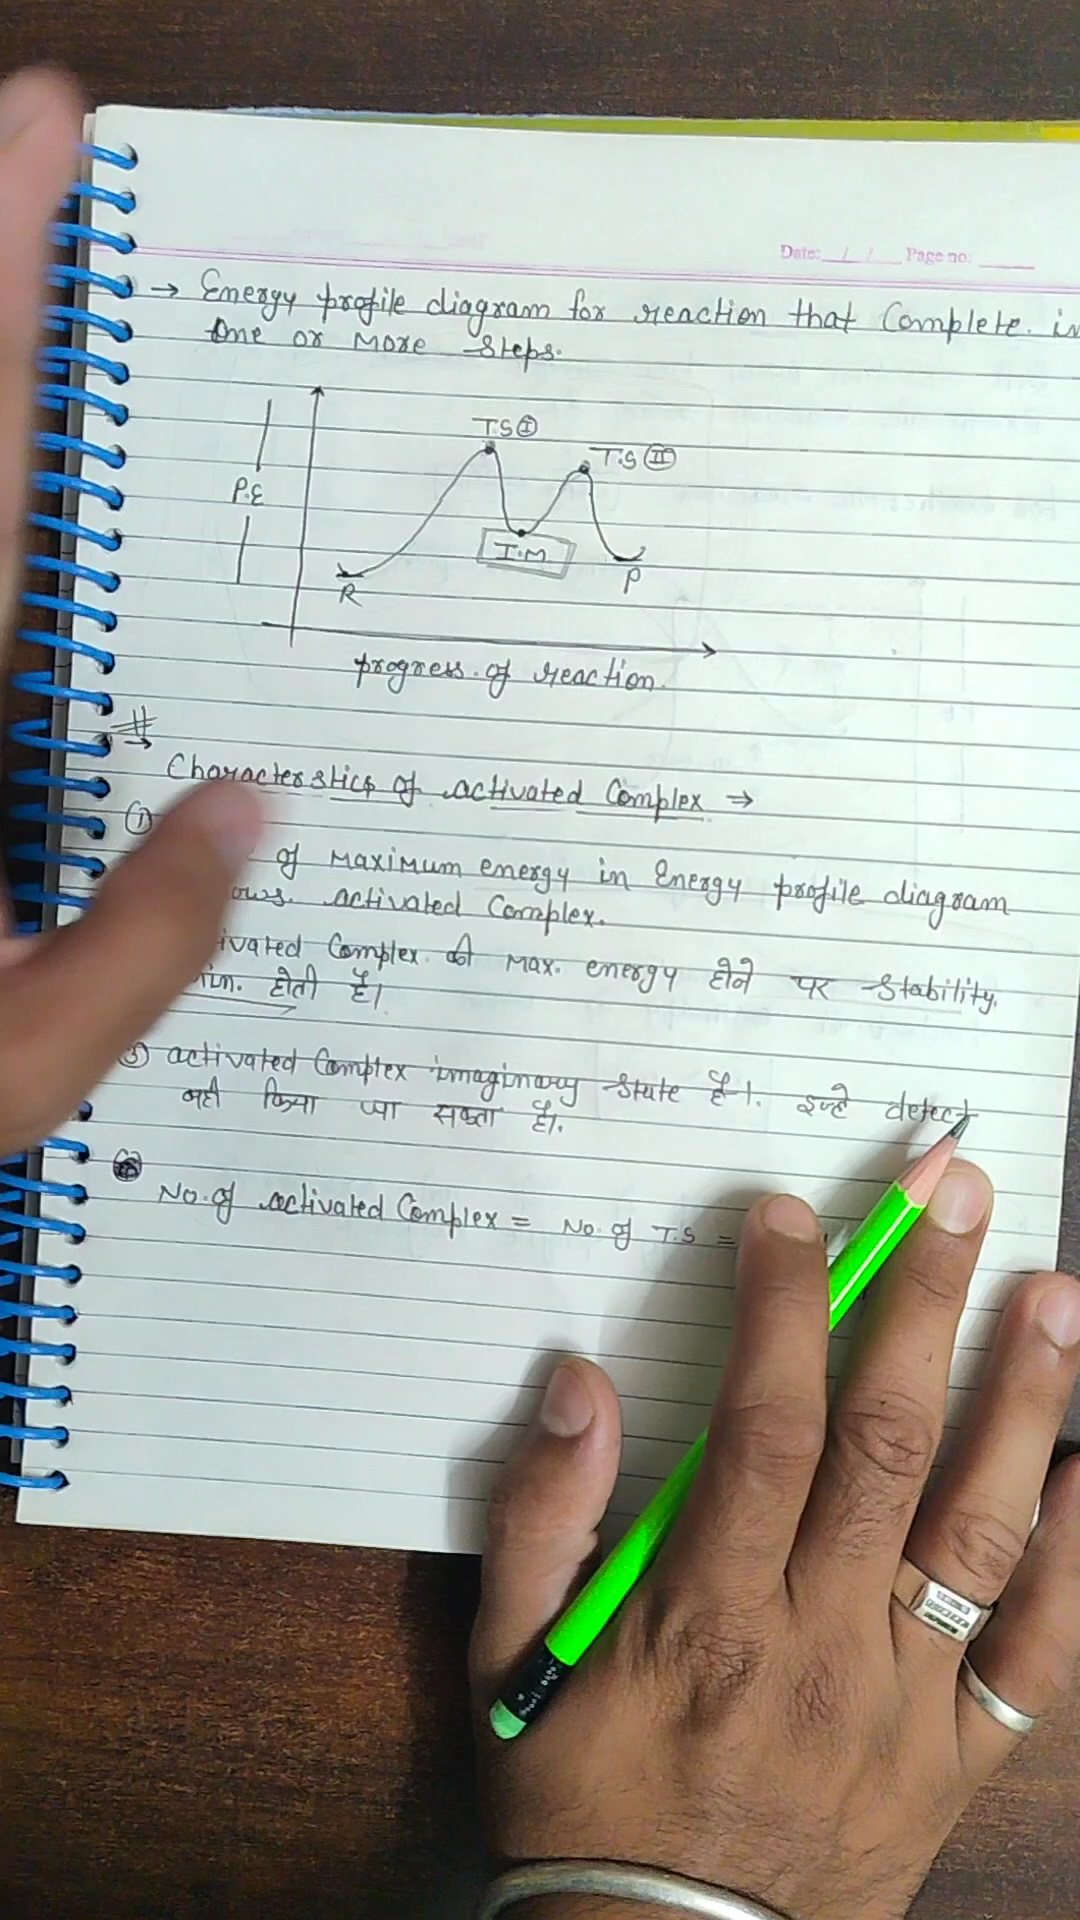 Date: / / Page no.
→ Energy profile diagram for reaction that Complete in
One or More Steps.
T.S Ⓘ
T.S Ⓘⓘ
P.E
I.M.
R
P
progress of reaction.
#
→ Characterstics of activated Complex →
①
of Maximum energy in Energy profile diagram
activated Complex.
Complex की Max. energy होने पर Stability.
होती है।
③ activated Complex imaginary State है।. इन्हे detect
नही किया जा सकता है।.
No. of activated Complex = No. of T.S =